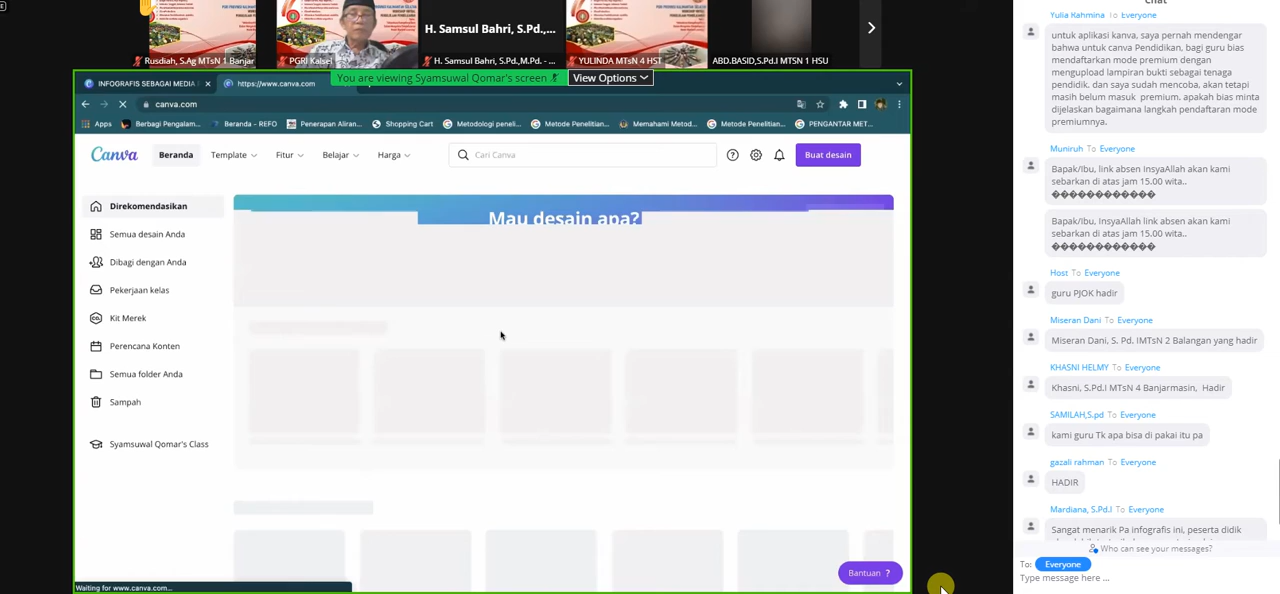 Rusdiah, S.Ag MTsN 1 Banjar
PGRI Kalsel
H. Samsul Bahri, S.Pd.,...
H. Samsul Bahri, S.Pd,M.Pd. - ...
YULINDA MTsN 4 HST
ABD.BASID,S.Pd.I MTSN 1 HSU
You are viewing Syamsuwal Qomar's screen
View Options
INFOGRAFIS SEBAGAI MEDIA
https://www.canva.com
canva.com
Apps
Berbagi Pengalam...
Beranda - REFO
Penerapan Aliran...
Shopping Cart
Metodologi peneli...
Metode Penelitian...
Memahami Metod...
Metode Penelitian...
PENGANTAR MET...
Canva
Beranda
Template
Fitur
Belajar
Harga
Cari Canva
Buat desain
Direkomendasikan
Semua desain Anda
Dibagi dengan Anda
Pekerjaan kelas
Kit Merek
Perencana Konten
Semua folder Anda
Sampah
Syamsuwal Qomar's Class
Mau desain apa?
Bantuan ?
Waiting for www.canva.com...
Chat
Yulia Rahmina To Everyone
untuk aplikasi kanva, saya pernah mendengar
bahwa untuk canva Pendidikan, bagi guru bias
mendaftarkan mode premium dengan
mengupload lampiran bukti sebagai tenaga
pendidik, dan saya sudah mencoba, akan tetapi
masih belum masuk premium, apakah bias minta
dijelaskan bagaimana langkah pendaftaran mode
premiumnya.
Muniruh To Everyone
Bapak/Ibu, link absen InsyaAllah akan kami
sebarkan di atas jam 15.00 wita..
Bapak/Ibu, InsyaAllah link absen akan kami
sebarkan di atas jam 15.00 wita..
Host To Everyone
guru PJOK hadir
Miseran Dani To Everyone
Miseran Dani, S. Pd. IMTsN 2 Balangan yang hadir
KHASNI HELMY To Everyone
Khasni, S.Pd.I MTsN 4 Banjarmasin, Hadir
SAMILAH,S.pd To Everyone
kami guru Tk apa bisa di pakai itu pa
gazali rahman To Everyone
HADIR
Mardiana, S.Pd.I To Everyone
Sangat menarik Pa infografis ini, peserta didik
Who can see your messages?
To: Everyone
Type message here ...